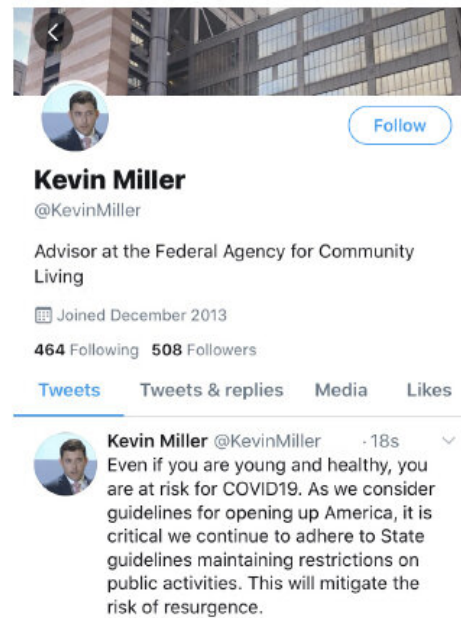 Follow
Kevin Miller
@KevinMiller
Advisor at the Federal Agency for Community
Living
Joined December 2013
464 Following 508 Followers
Tweets Tweets & replies Media Likes
Kevin Miller @KevinMiller · 18s
Even if you are young and healthy, you
are at risk for COVID19. As we consider
guidelines for opening up America, it is
critical we continue to adhere to State
guidelines maintaining restrictions on
public activities. This will mitigate the
risk of resurgence.